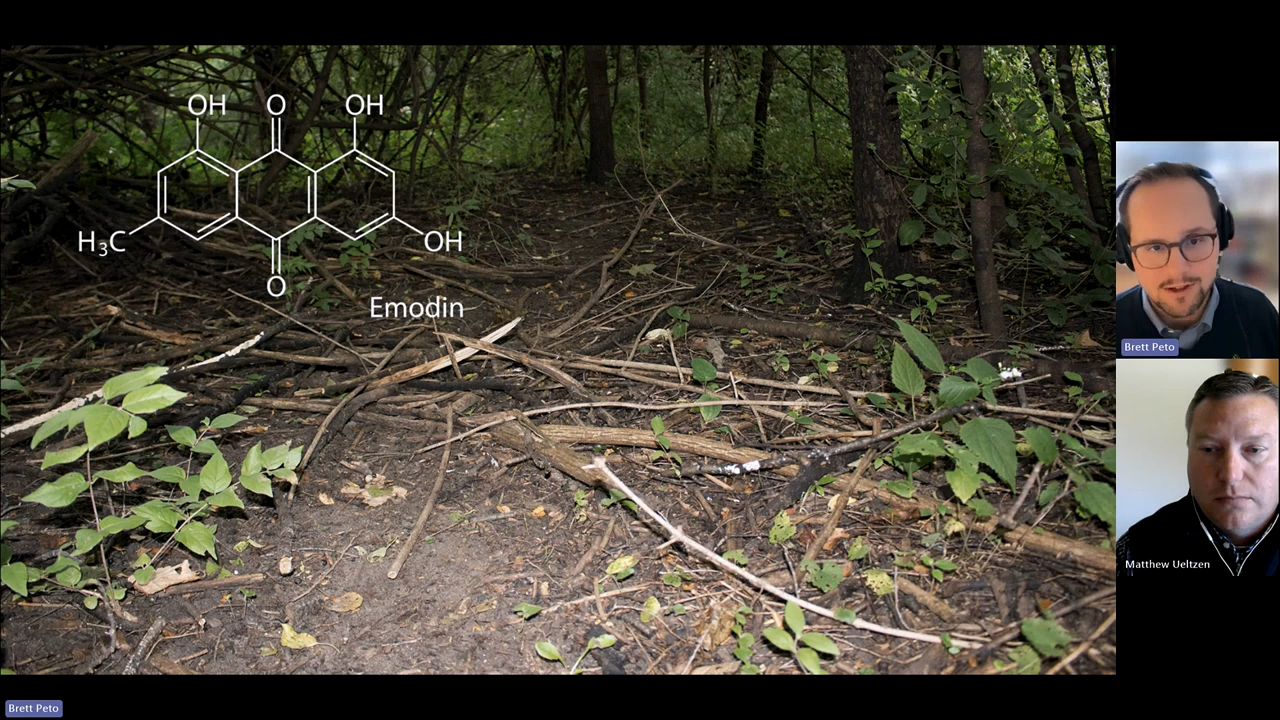 OH O OH
H₃C OH
O
Emodin
Brett Peto
Matthew Ueltzen
Brett Peto